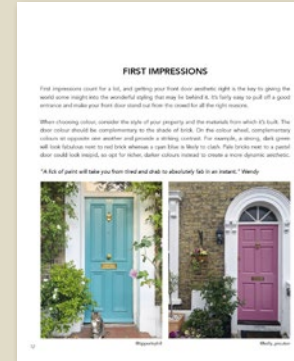 FIRST IMPRESSIONS
First impressions count for a lot, and getting your front door aesthetic right is the key to giving the
world some insight into the wonderful styling that may lie behind it. It's fairly easy to pull off a good
entrance and make your front door stand out from the crowd for all the right reasons.
When choosing colour, consider the style of your property and the materials from which it's built. The
door colour should be complementary to the shade of brick. On the colour wheel, complementary
colours sit opposite one another and provide a striking contrast. For example, a strong, dark green
will look fabulous next to red brick whereas a cyan blue is likely to clash. Pale bricks next to a pastel
door could look insipid, so opt for richer, darker colours instead to create a more dynamic aesthetic.
"A lick of paint will take you from tired and drab to absolutely fab in an instant." Wendy